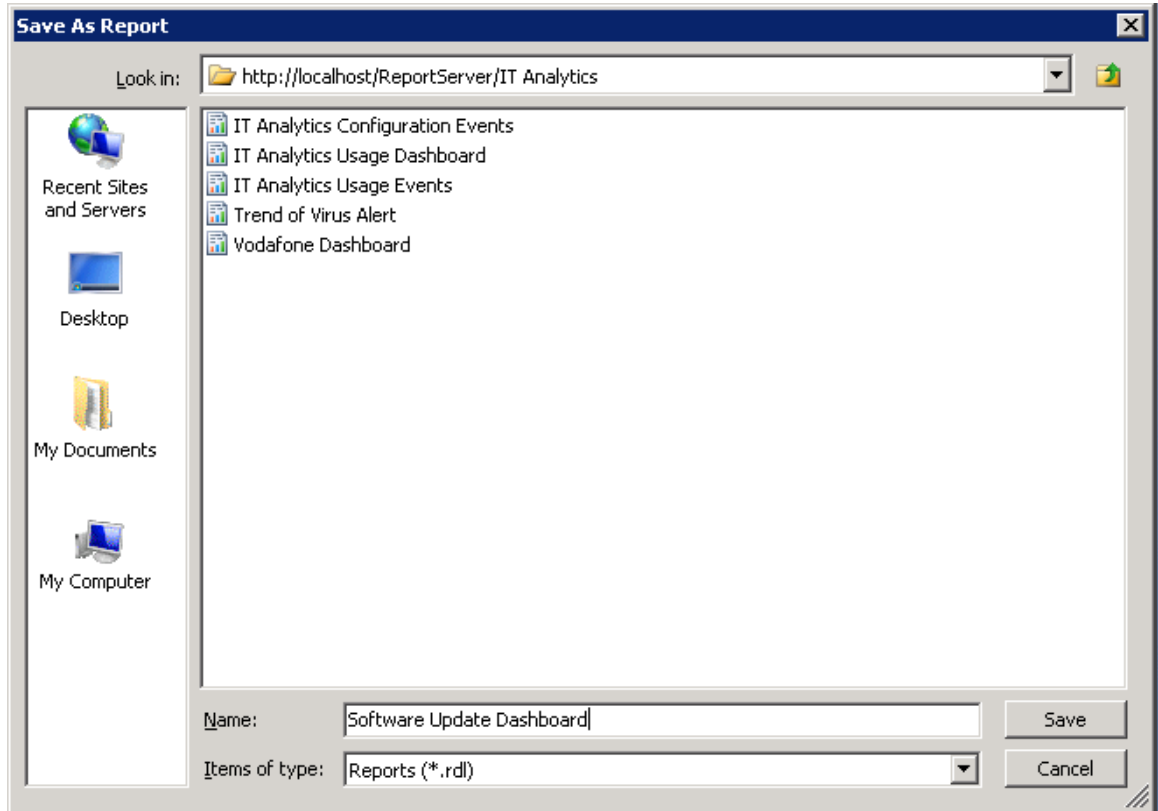 Save As Report
Look in:
http://localhost/ReportServer/IT Analytics
Recent Sites
and Servers
Desktop
My Documents
My Computer
IT Analytics Configuration Events
IT Analytics Usage Dashboard
IT Analytics Usage Events
Trend of Virus Alert
Vodafone Dashboard
Name:
Software Update Dashboard
Save
Items of type:
Reports (*.rdl)
Cancel